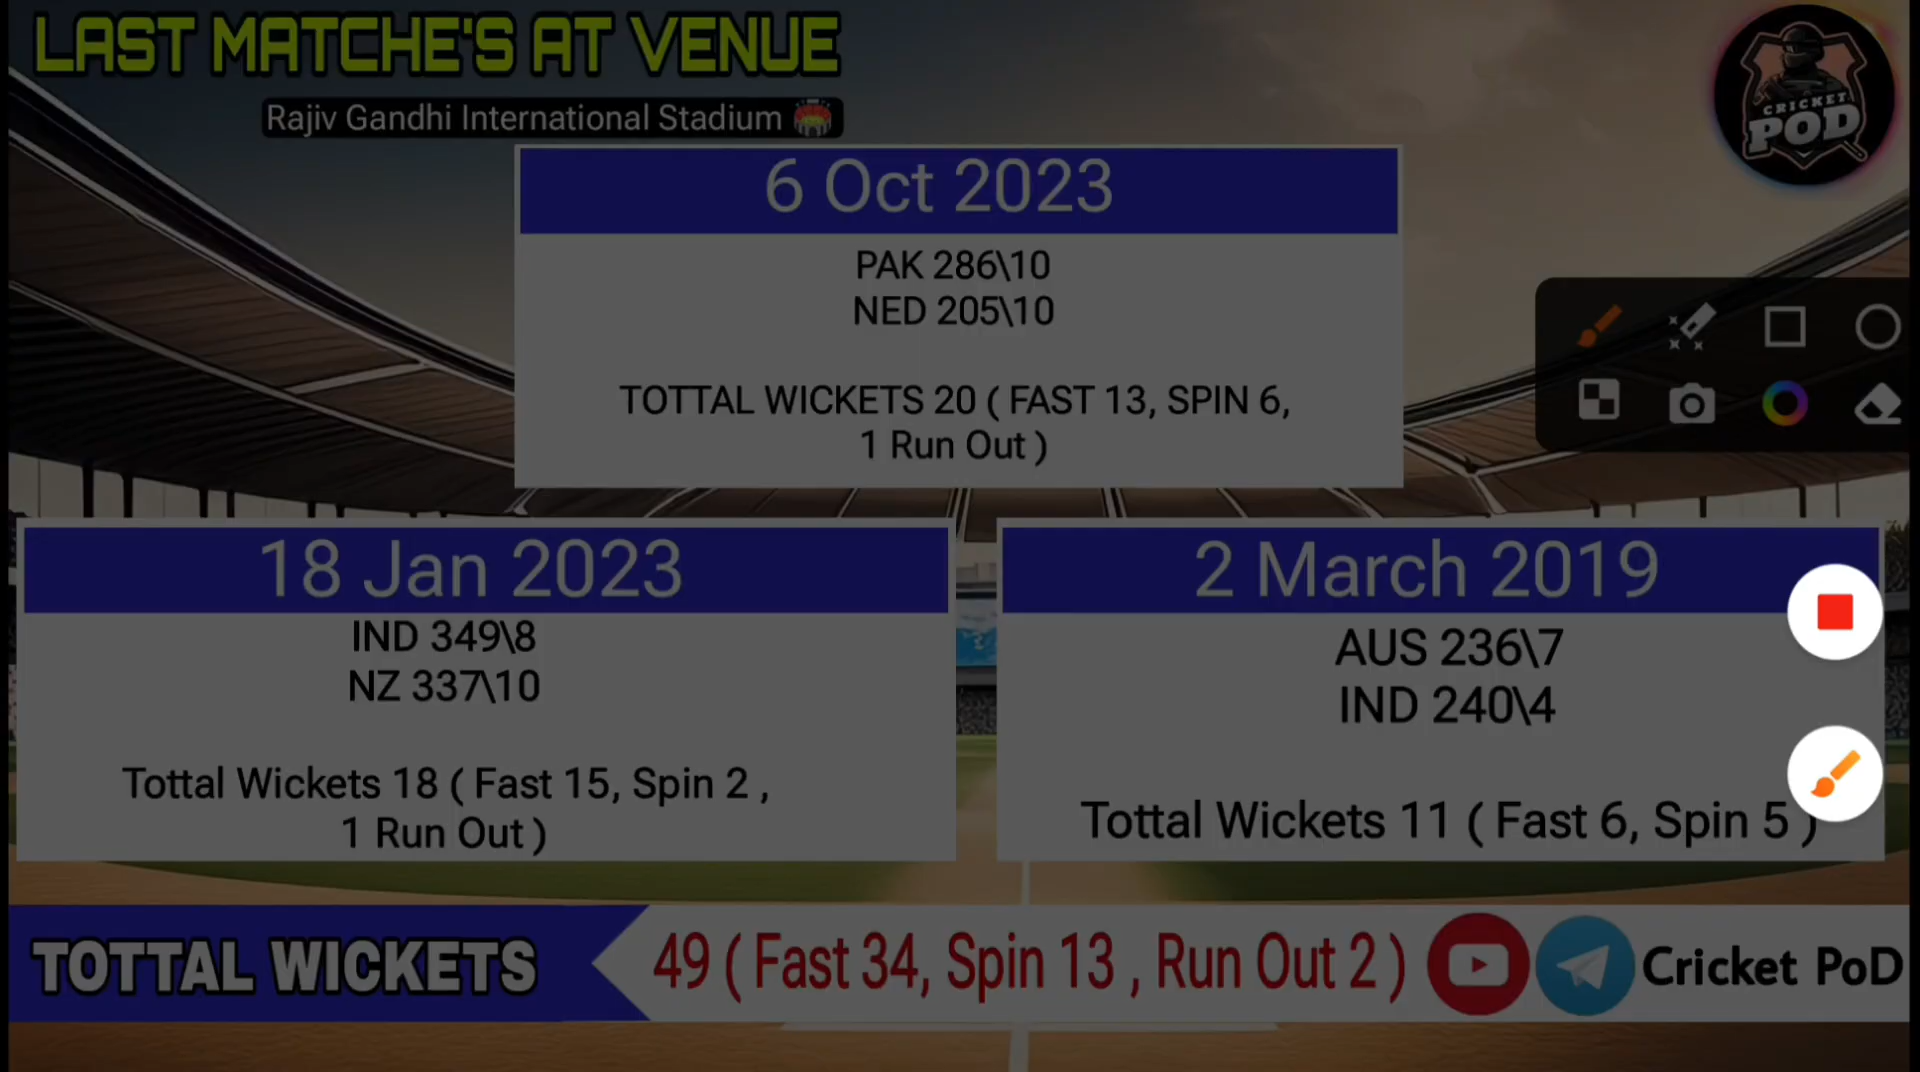 LAST MATCHE'S AT VENUE
Rajiv Gandhi International Stadium
CRICKET
POD
6 Oct 2023
PAK 286\10
NED 205\10
TOTTAL WICKETS 20 ( FAST 13, SPIN 6,
1 Run Out )
18 Jan 2023
IND 349\8
NZ 337\10
Tottal Wickets 18 ( Fast 15, Spin 2 ,
1 Run Out )
2 March 2019
AUS 236\7
IND 240\4
Tottal Wickets 11 ( Fast 6, Spin 5 )
TOTTAL WICKETS
49 ( Fast 34, Spin 13 , Run Out 2 )
Cricket PoD